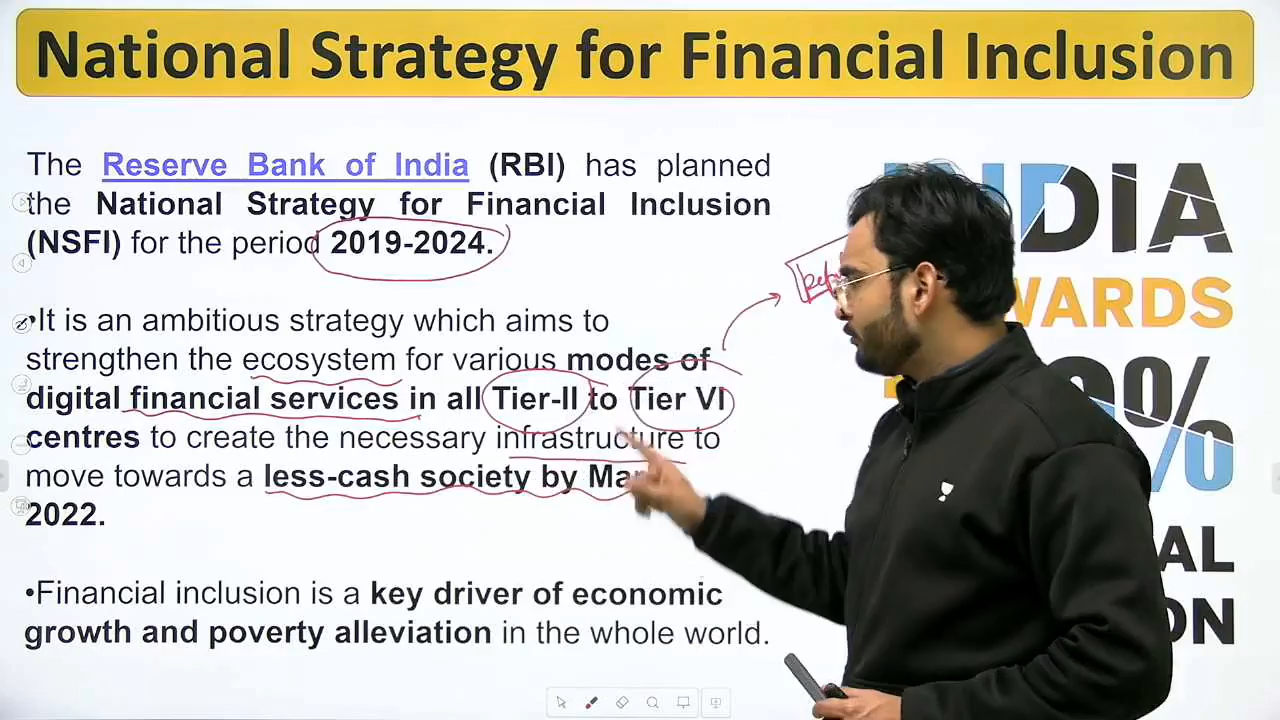 National Strategy for Financial Inclusion
The Reserve Bank of India (RBI) has planned
the National Strategy for Financial Inclusion
(NSFI) for the period 2019-2024.
•It is an ambitious strategy which aims to
strengthen the ecosystem for various modes of
digital financial services in all Tier-II to Tier VI
centres to create the necessary infrastructure to
move towards a less-cash society by
2022.
•Financial inclusion is a key driver of economic
growth and poverty alleviation in the whole world.